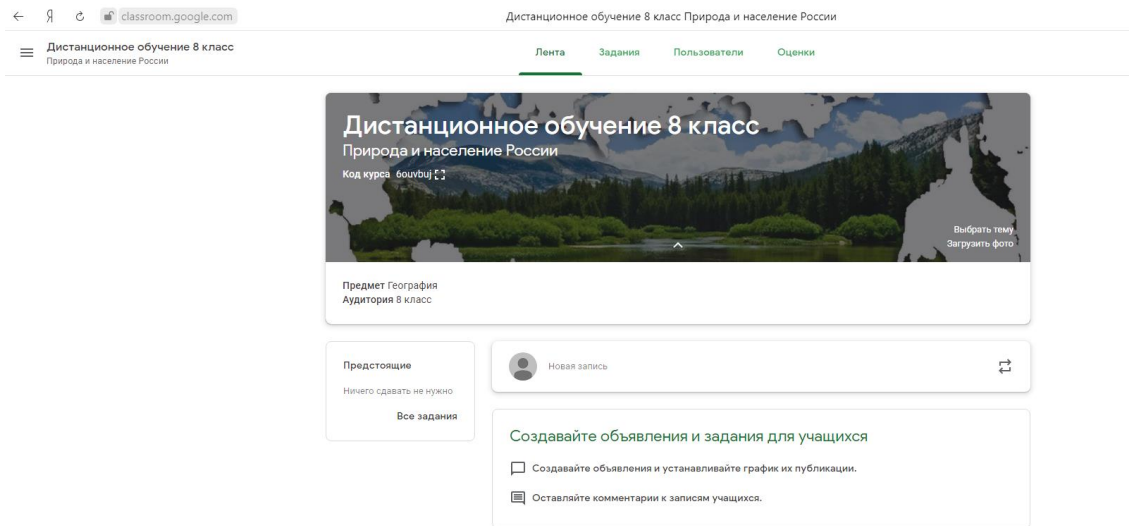 Я classroom.google.com Дистанционное обучение 8 класс Природа и население России
Дистанционное обучение 8 класс
Природа и население России
Лента Задания Пользователи Оценки
Дистанционное обучение 8 класс
Природа и население России
Код курса 6ouvbuj
Выбрать тему
Загрузить фото
Предмет География
Аудитория 8 класс
Предстоящие
Ничего сдавать не нужно
Все задания
Новая запись
Создавайте объявления и задания для учащихся
Создавайте объявления и устанавливайте график их публикации.
Оставляйте комментарии к записям учащихся.